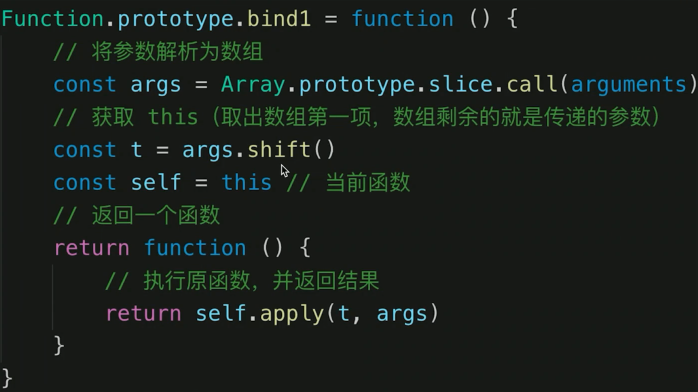 Function.prototype.bind1 = function () {
    // 将参数解析为数组
    const args = Array.prototype.slice.call(arguments)
    // 获取 this（取出数组第一项，数组剩余的就是传递的参数）
    const t = args.shift()
    const self = this // 当前函数
    // 返回一个函数
    return function () {
        // 执行原函数，并返回结果
        return self.apply(t, args)
    }
}